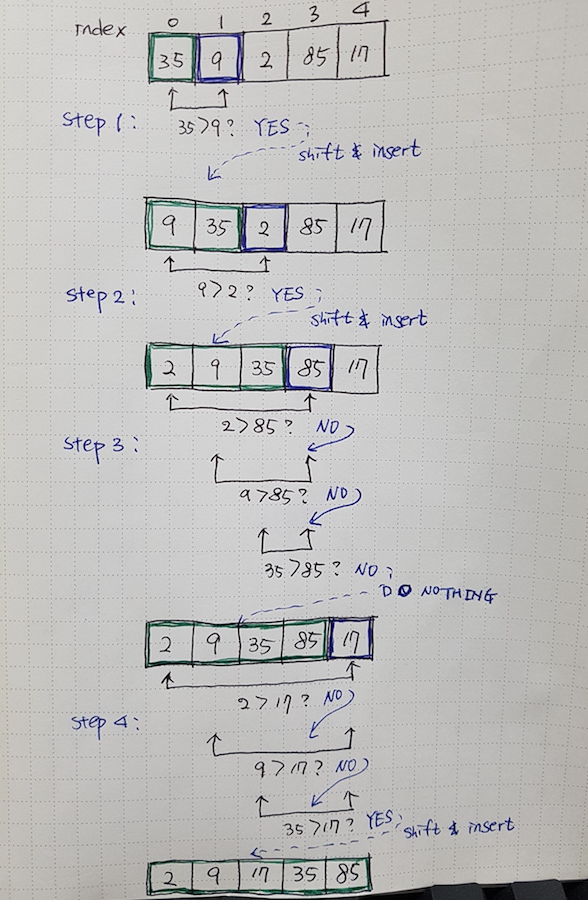 0 1 2 3 4
Index
35 9 2 85 17
Step 1:
35>9? YES;
shift & insert
9 35 2 85 17
9>2? YES;
Step 2:
shift & insert
2 9 35 85 17
2>85? NO
Step 3:
9>85? NO
35>85? NO;
DO NOTHING
2 9 35 85 17
2>17? NO
Step 4:
9>17? NO
35>17? YES;
shift & insert
2 9 17 35 85